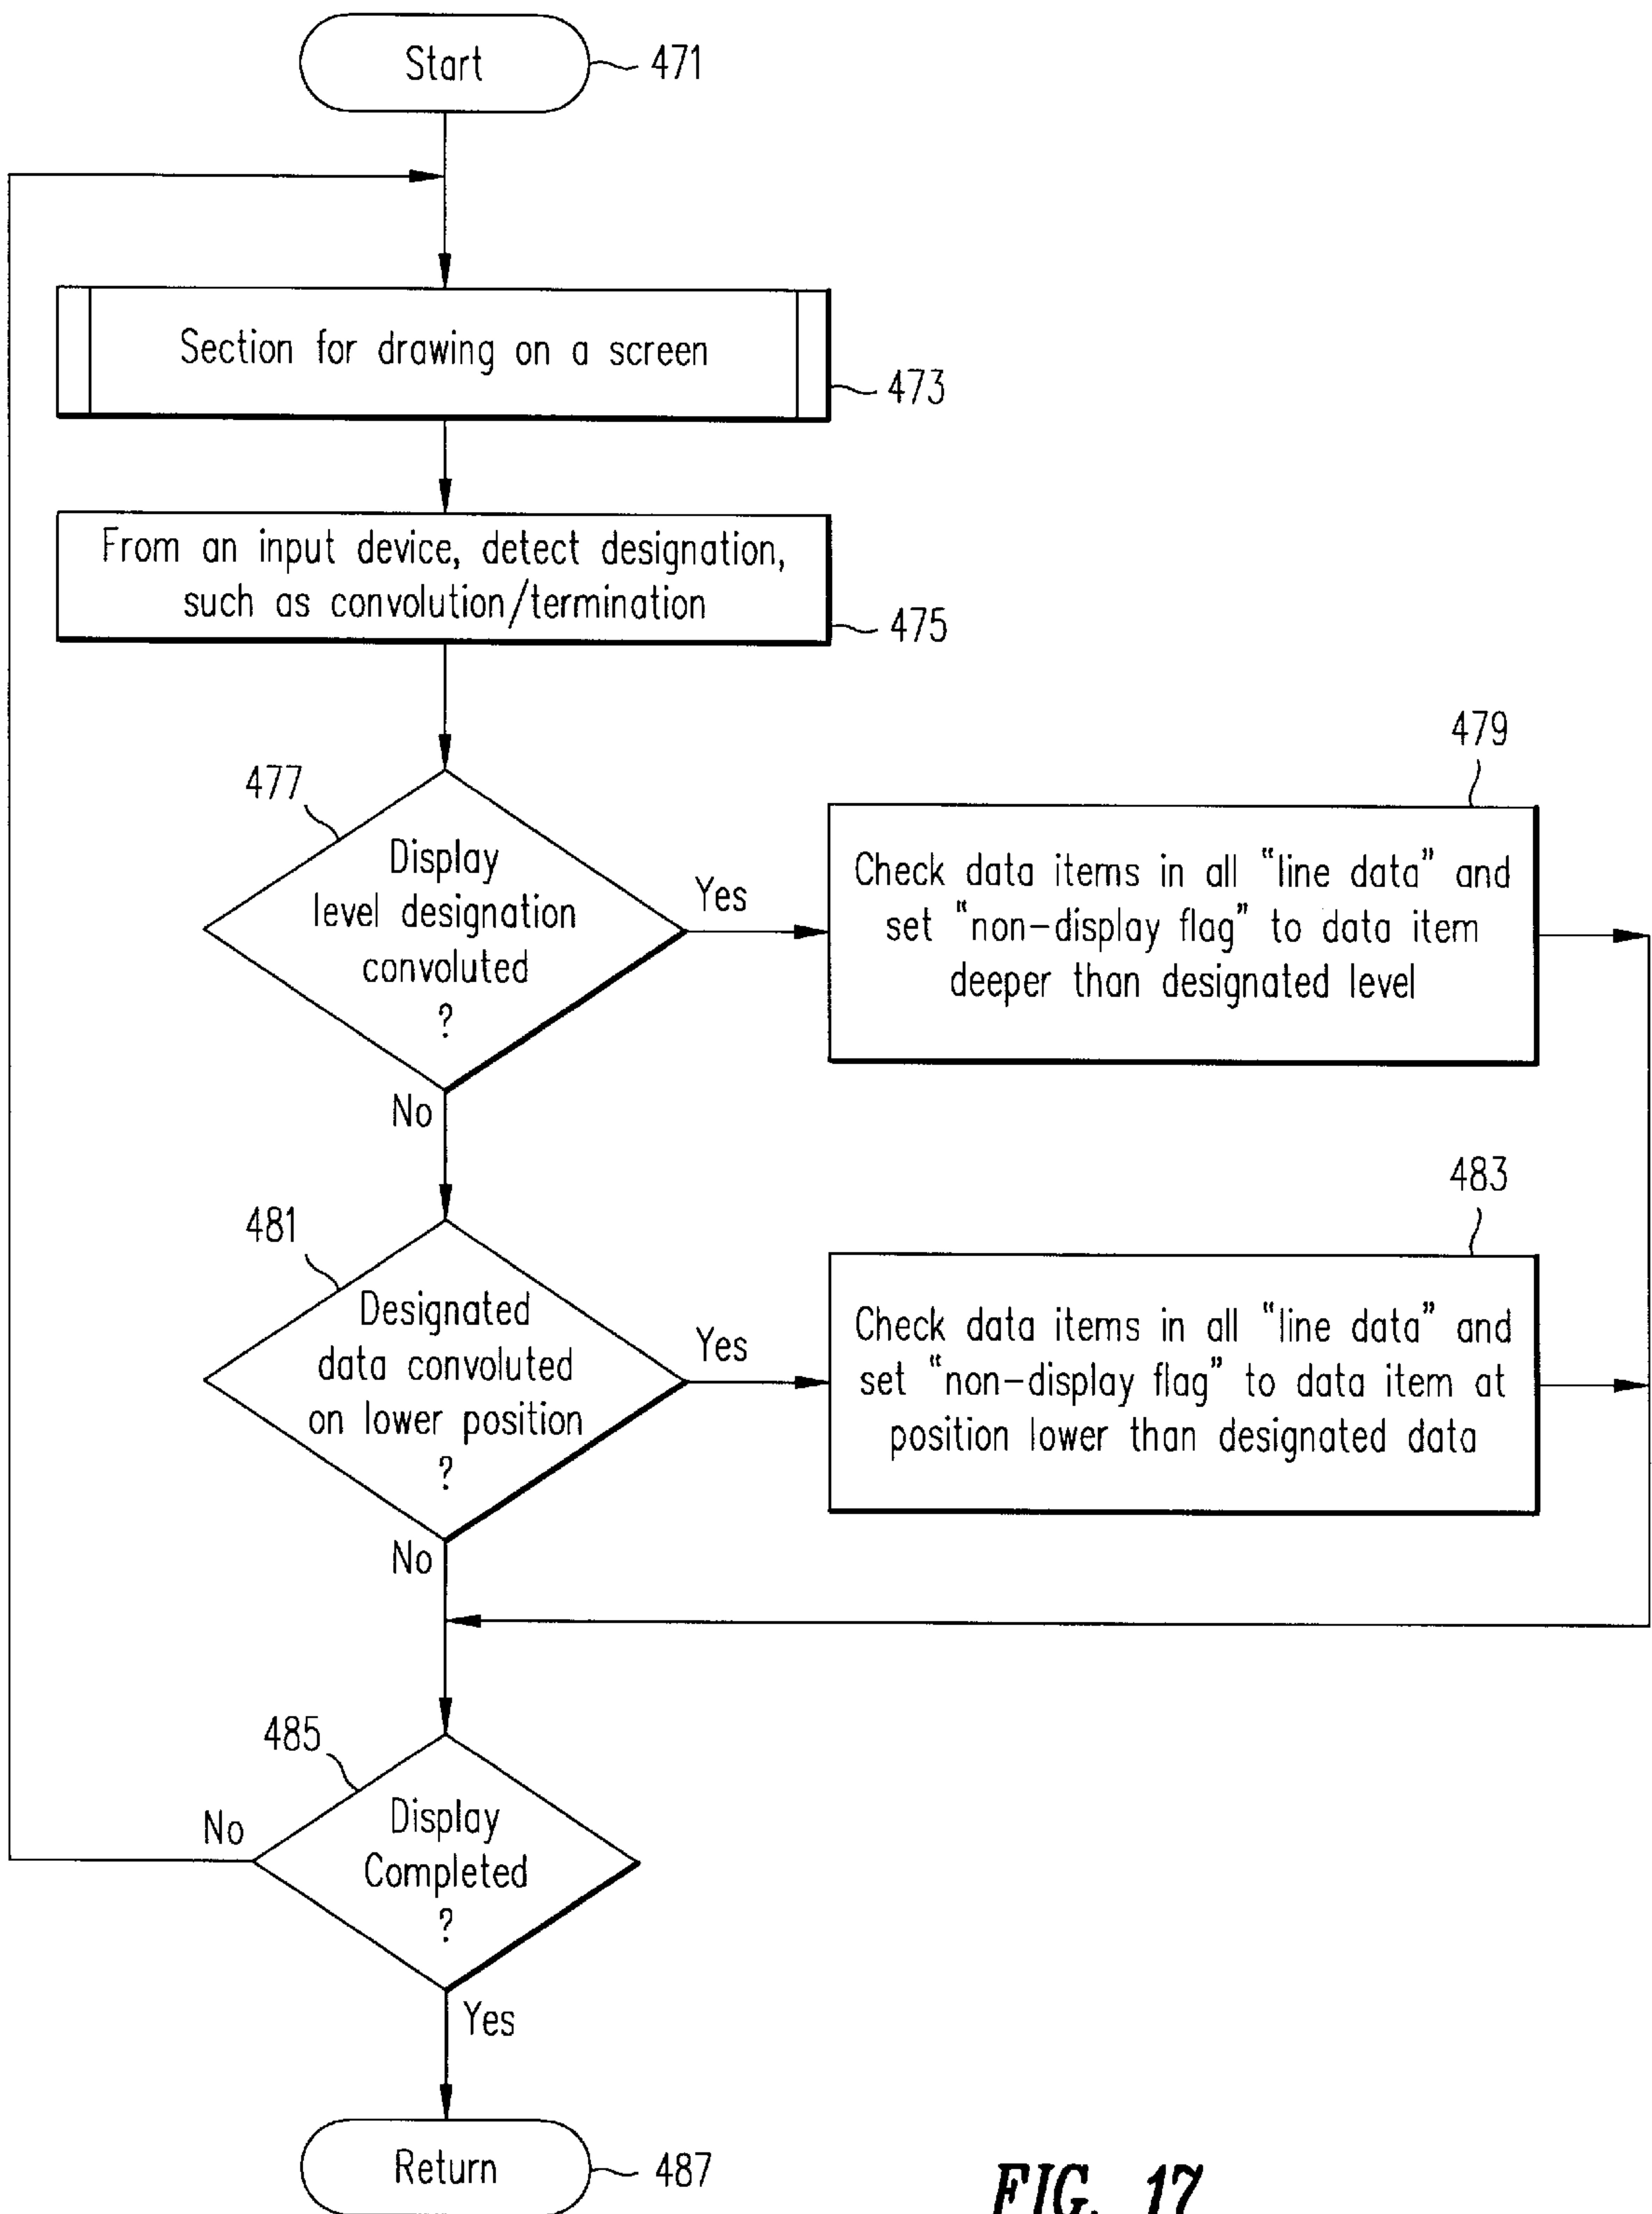 Start
471
Section for drawing on a screen
473
From an input device, detect designation,
such as convolution/termination
475
477
Display
level designation
convoluted
?
Yes
No
479
Check data items in all “line data” and
set “non-display flag” to data item
deeper than designated level
481
Designated
data convoluted
on lower position
?
Yes
No
483
Check data items in all “line data” and
set “non-display flag” to data item at
position lower than designated data
485
Display
Completed
?
No
Yes
Return
487
FIG. 17